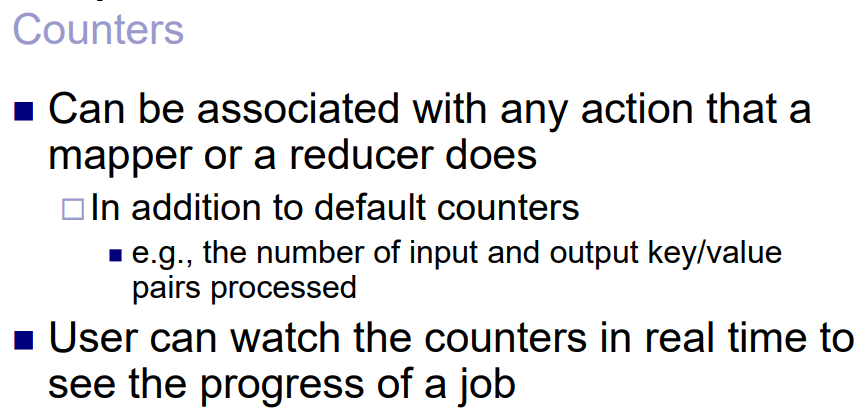 Counters
Can be associated with any action that a
mapper or a reducer does
In addition to default counters
e.g., the number of input and output key/value
pairs processed
User can watch the counters in real time to
see the progress of a job